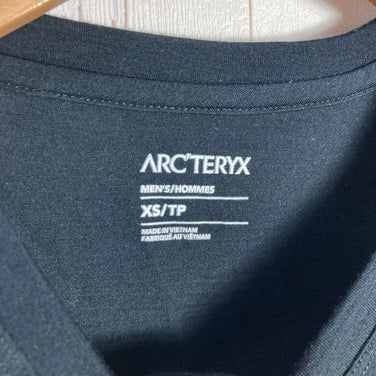 ARC'TERYX
MEN'S/HOMMES
XS/TP
MADE IN VIETNAM
FABRIQUÉ AU VIETNAM